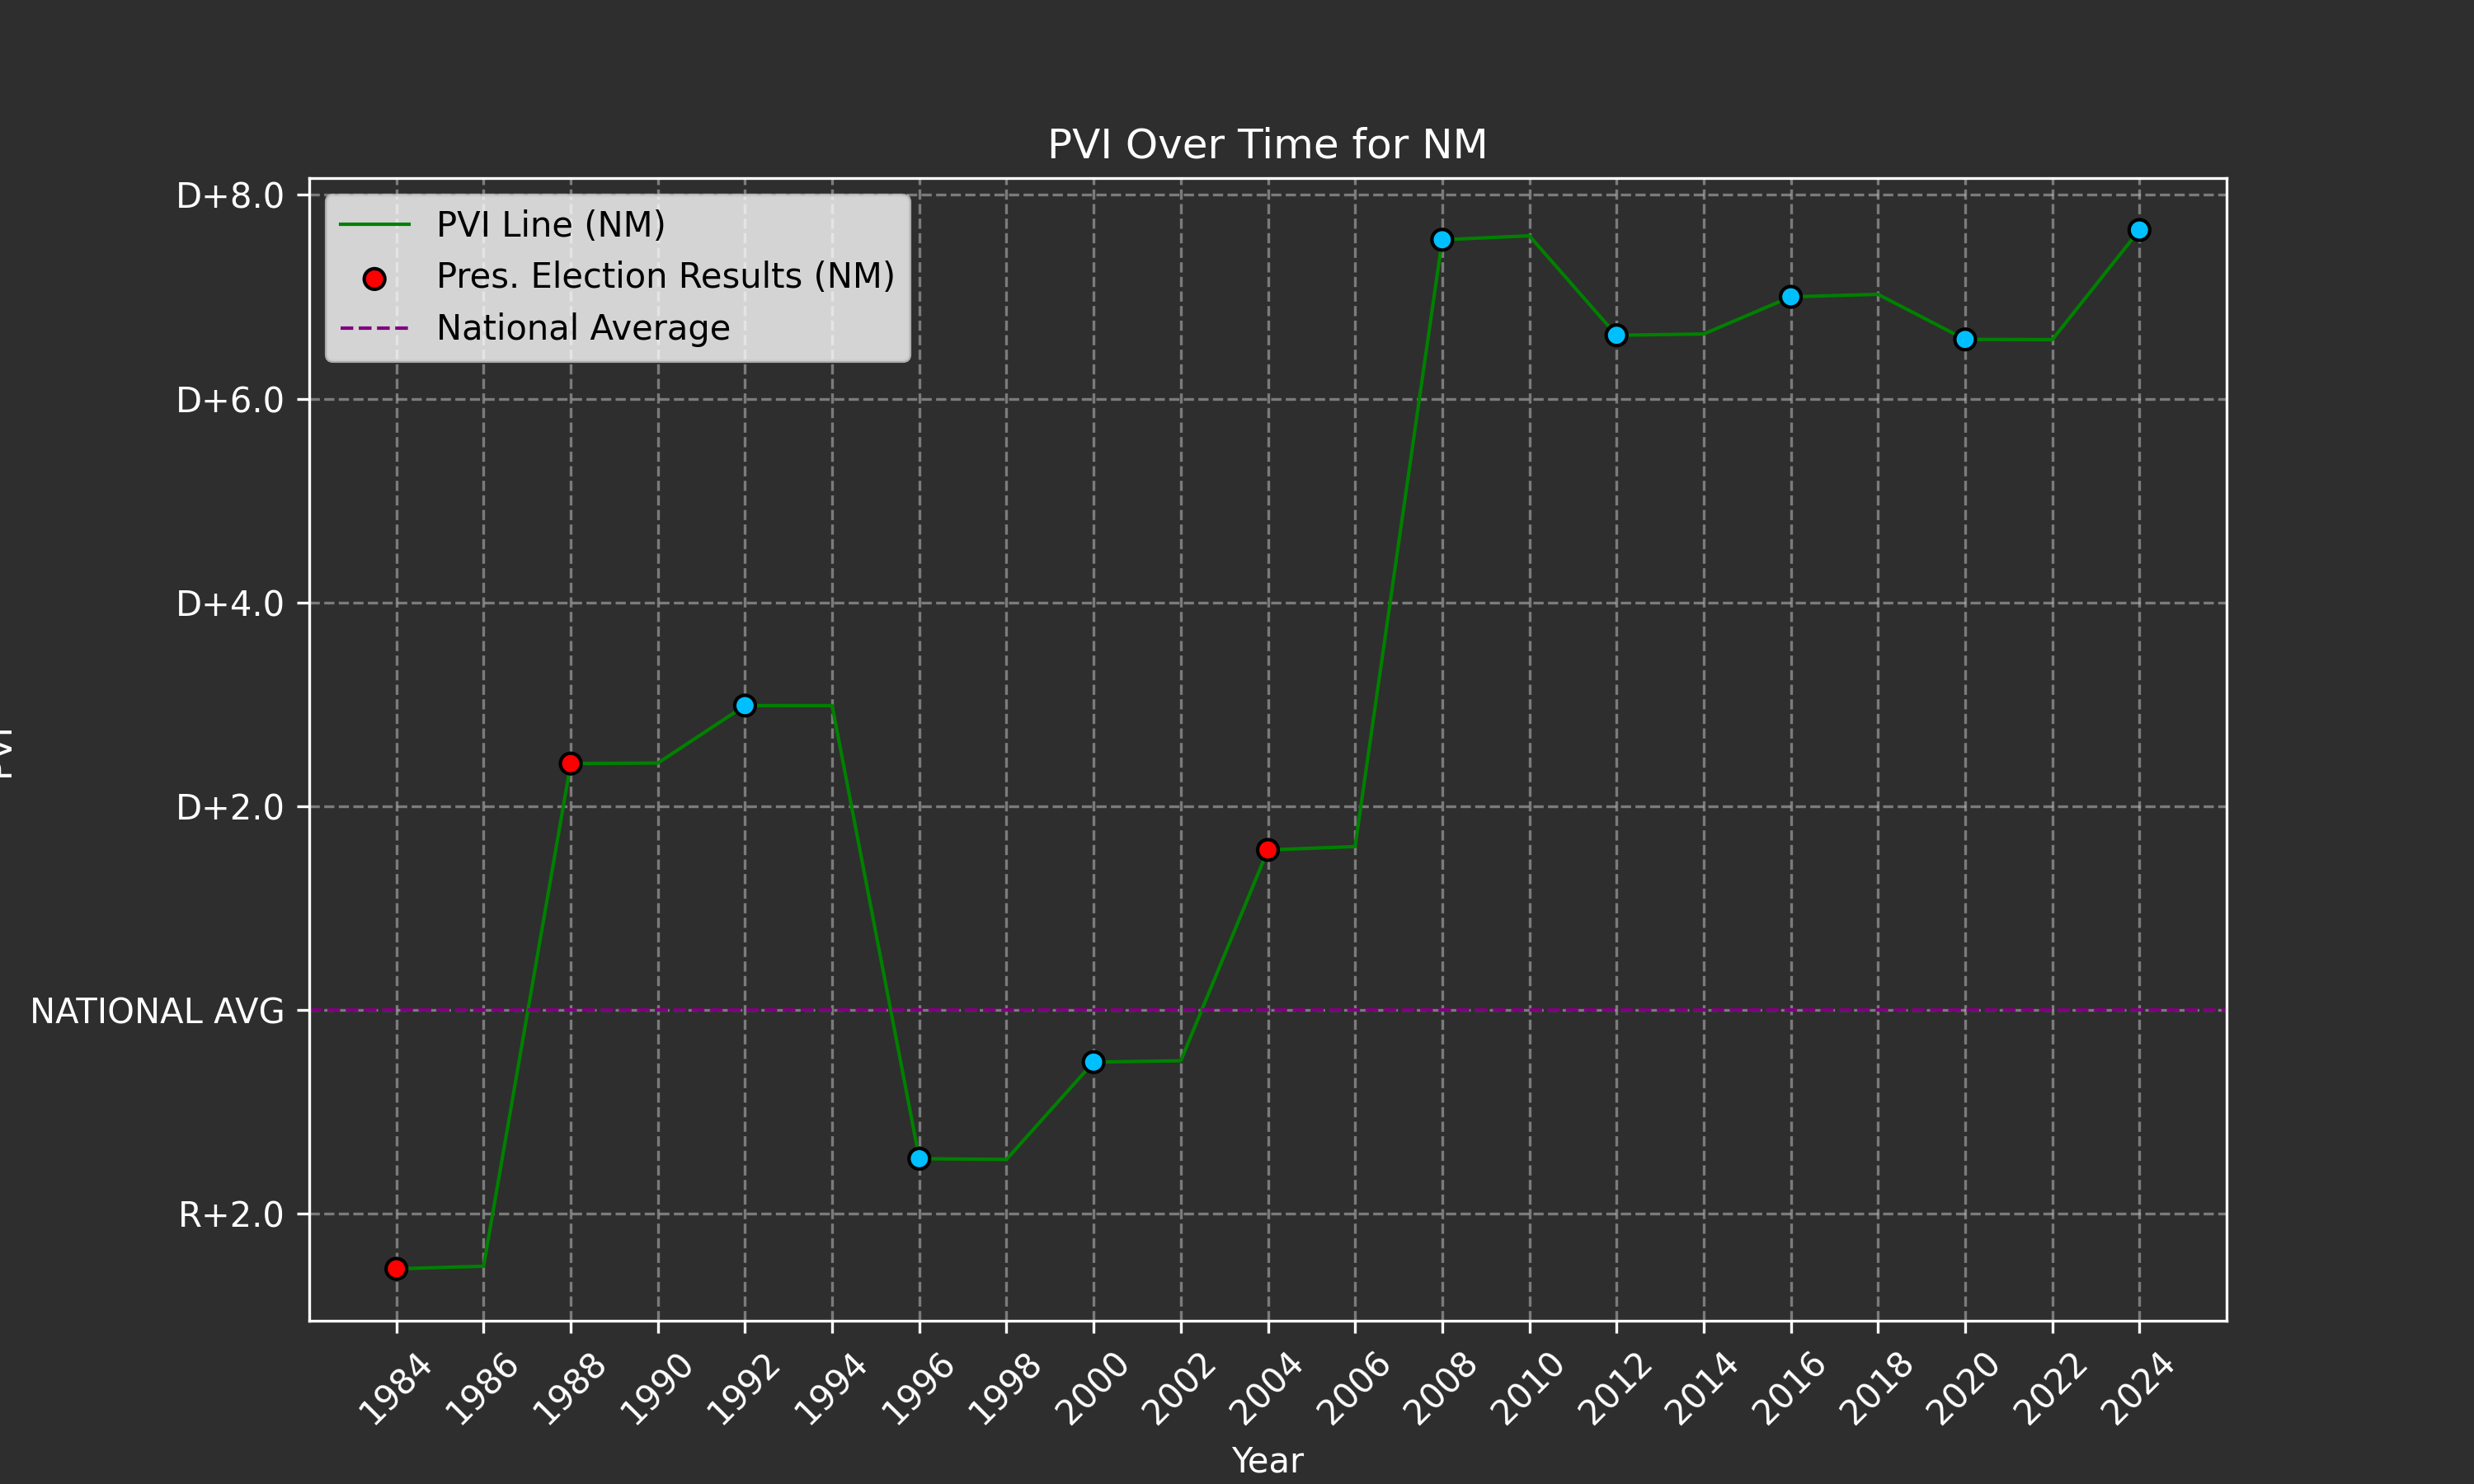 PVI Over Time for NM
PVI Line (NM)
Pres. Election Results (NM)
National Average
D+8.0
D+6.0
D+4.0
D+2.0
NATIONAL AVG
R+2.0
1984 1986 1988 1990 1992 1994 1996 1998 2000 2002 2004 2006 2008 2010 2012 2014 2016 2018 2020 2022 2024
Year